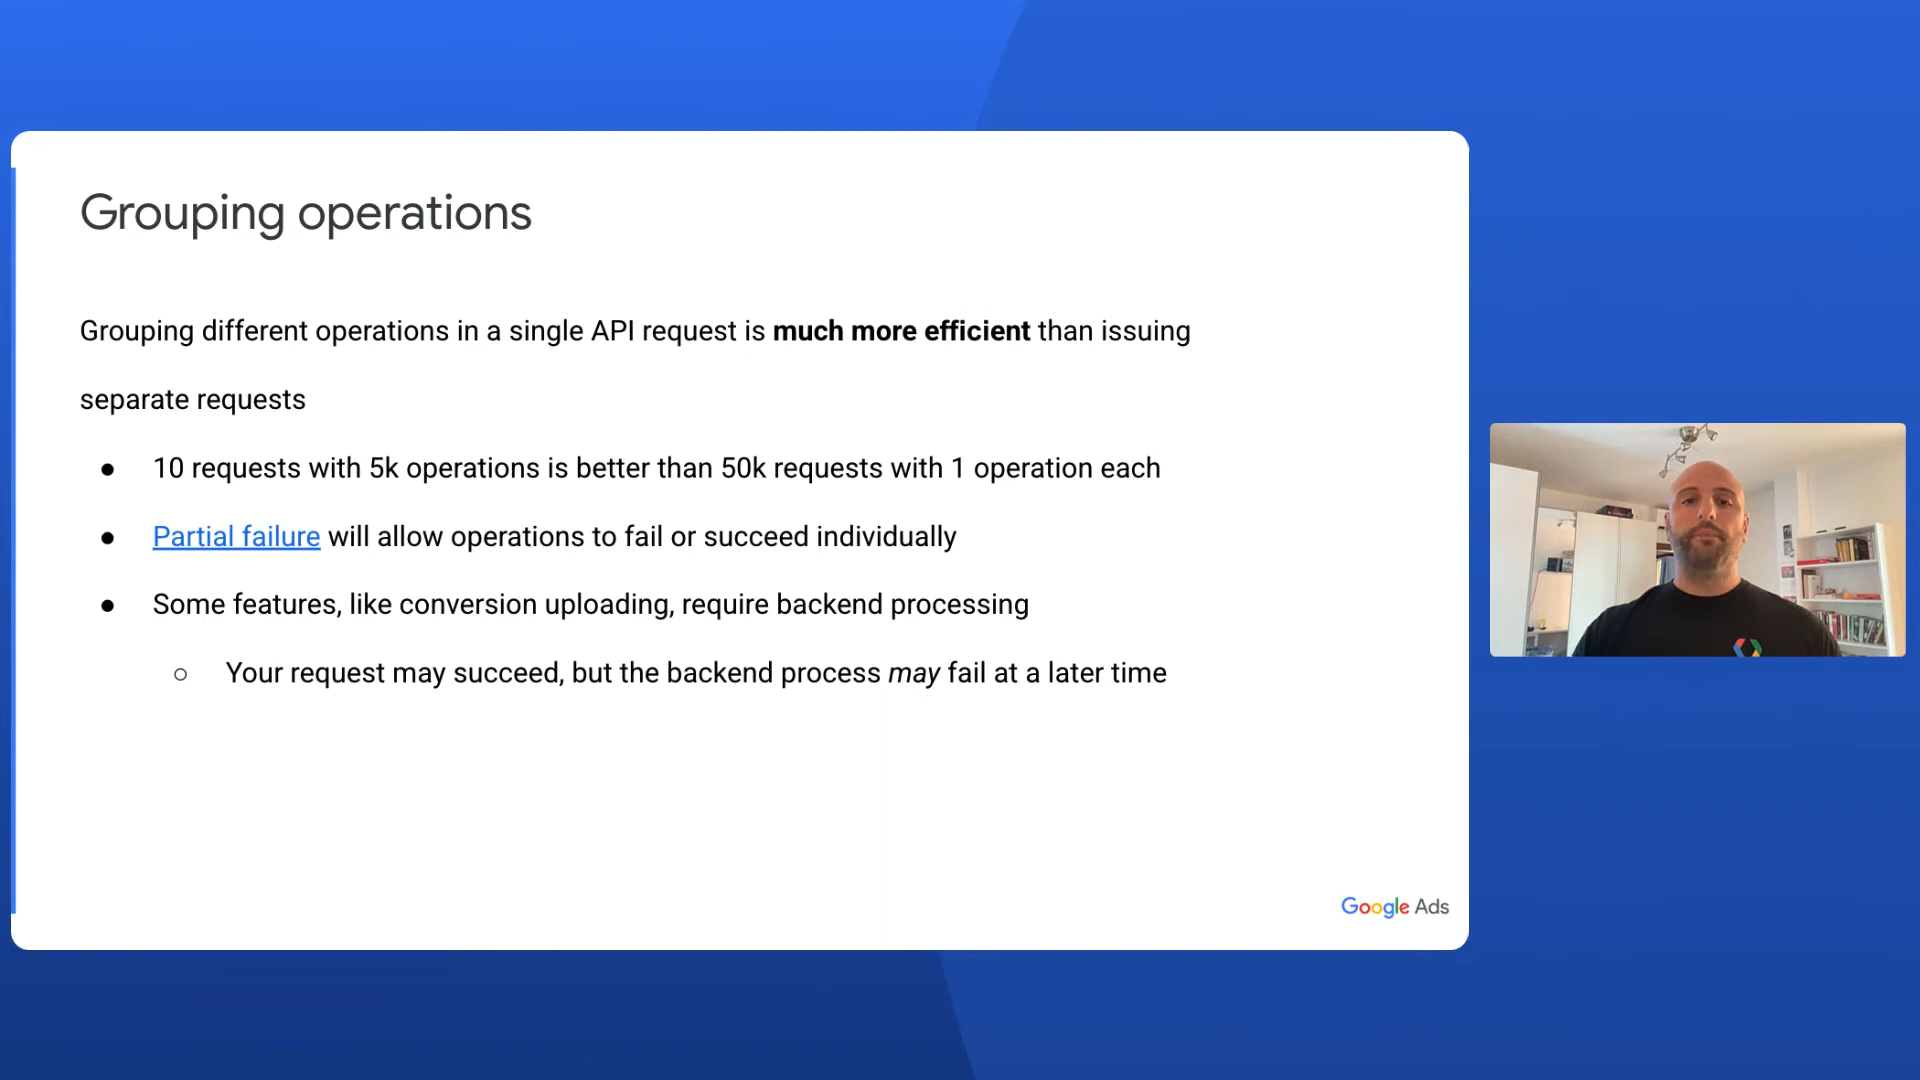 Grouping operations
Grouping different operations in a single API request is much more efficient than issuing
separate requests
● 10 requests with 5k operations is better than 50k requests with 1 operation each
● Partial failure will allow operations to fail or succeed individually
● Some features, like conversion uploading, require backend processing
○ Your request may succeed, but the backend process may fail at a later time
Google Ads